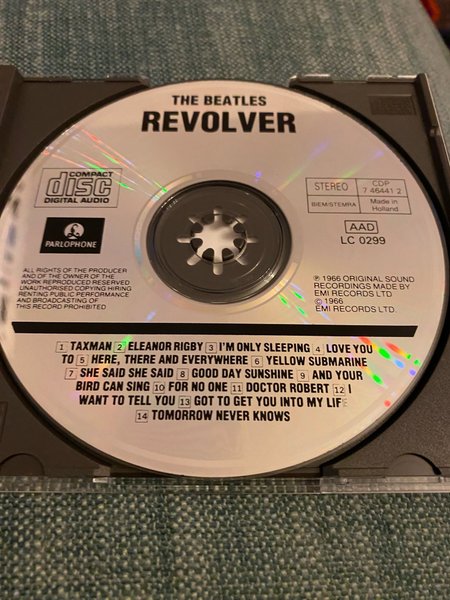 THE BEATLES
REVOLVER
COMPACT
disc
DIGITAL AUDIO
STEREO
BIEM/STEMRA
CDP
7 46441 2
Made in
Holland
AAD
LC 0299
PARLOPHONE
ALL RIGHTS OF THE PRODUCER
AND OF THE OWNER OF THE
WORK REPRODUCED RESERVED
UNAUTHORISED COPYING HIRING
RENTING PUBLIC PERFORMANCE
AND BROADCASTING OF
THIS RECORD PROHIBITED
℗ 1966 ORIGINAL SOUND
RECORDINGS MADE BY
EMI RECORDS LTD
© 1966
EMI RECORDS LTD.
1 TAXMAN 2 ELEANOR RIGBY 3 I'M ONLY SLEEPING 4 LOVE YOU
TO 5 HERE, THERE AND EVERYWHERE 6 YELLOW SUBMARINE
7 SHE SAID SHE SAID 8 GOOD DAY SUNSHINE 9 AND YOUR
BIRD CAN SING 10 FOR NO ONE 11 DOCTOR ROBERT 12 I
WANT TO TELL YOU 13 GOT TO GET YOU INTO MY LIFE
14 TOMORROW NEVER KNOWS